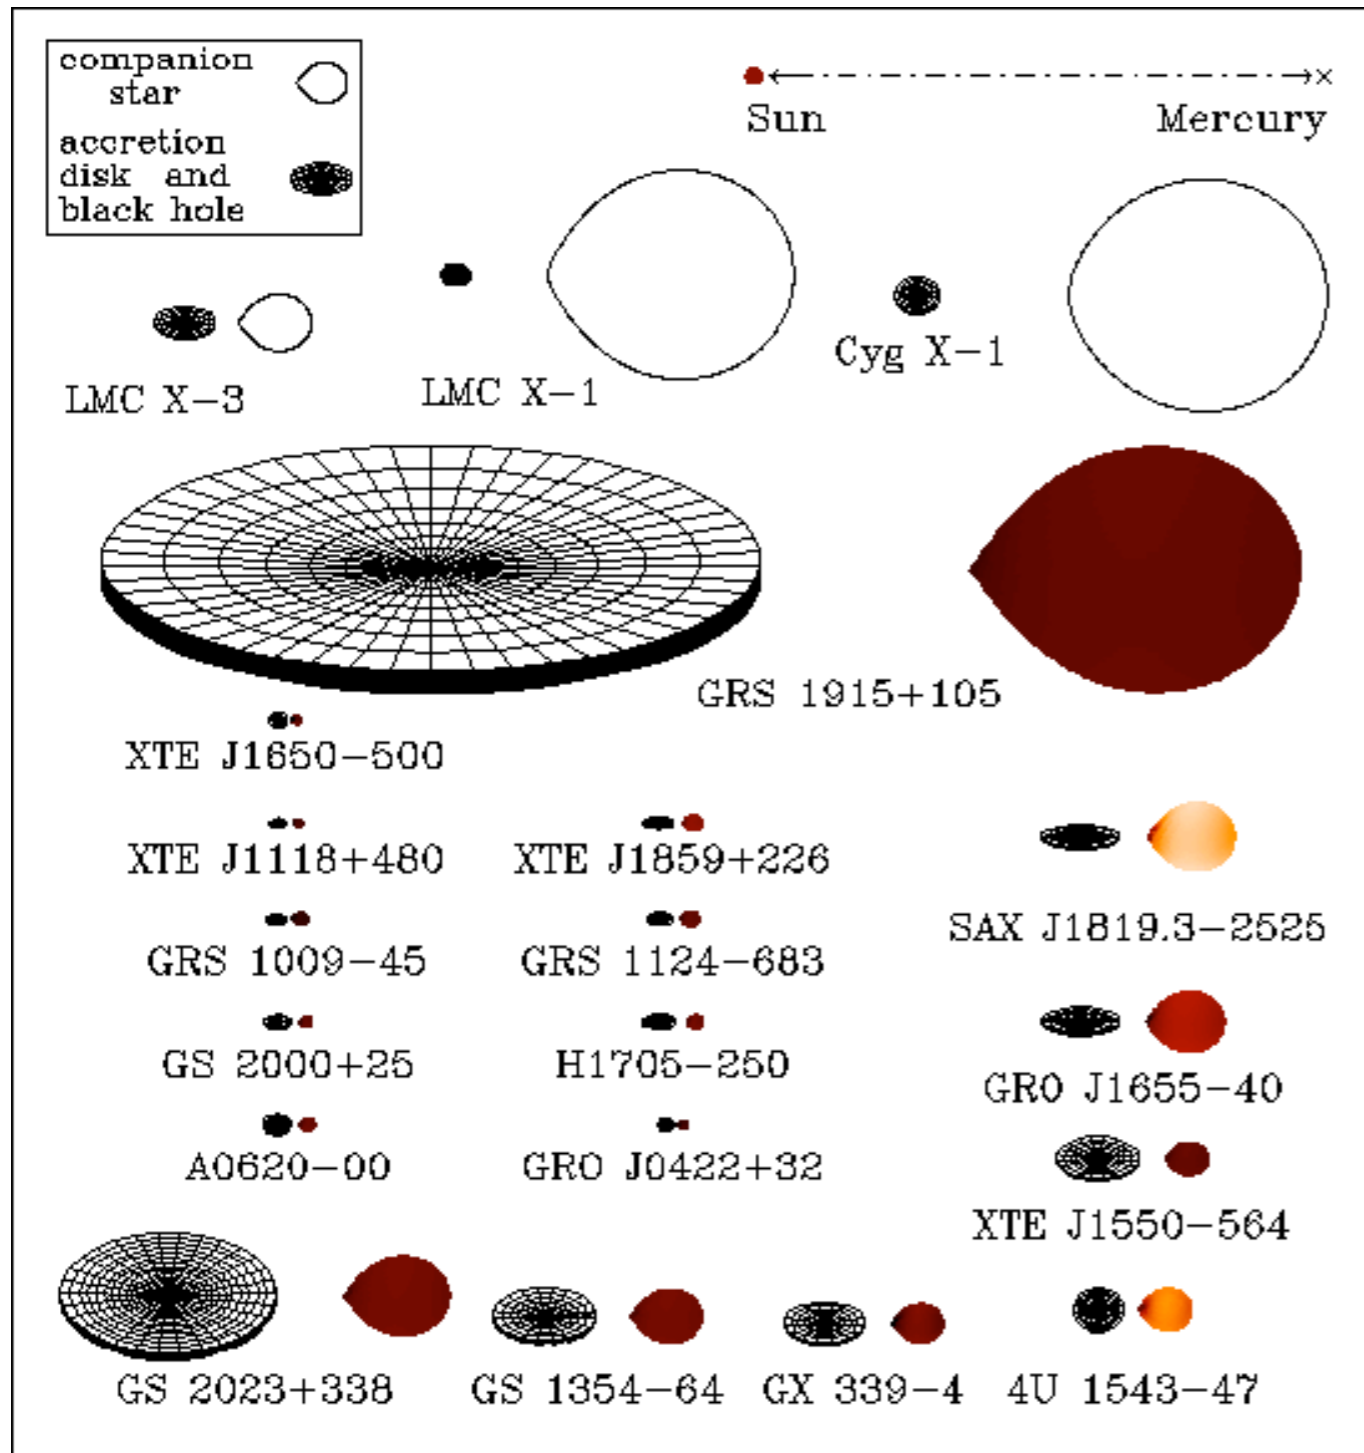 companion
star
accretion
disk and
black hole
Sun
Mercury
LMC X-3
LMC X-1
Cyg X-1
GRS 1915+105
XTE J1650-500
XTE J1118+480
XTE J1859+226
SAX J1819.3-2525
GRS 1009-45
GRS 1124-683
GS 2000+25
H1705-250
GRO J1655-40
A0620-00
GRO J0422+32
XTE J1550-564
GS 2023+338
GS 1354-64
GX 339-4
4U 1543-47